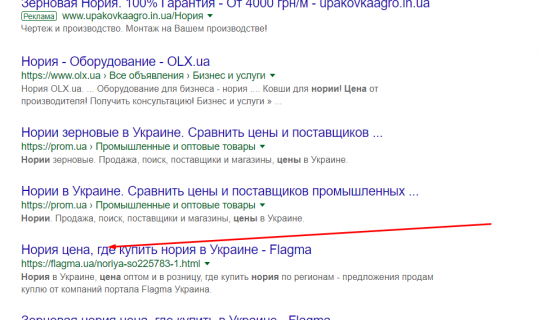 Зерновая Нория. 100% Гарантия - От 4000 грн/м - upakovkaagro.in.ua
Реклама www.upakovkaagro.in.ua/Нория
Чертеж и производство. Монтаж на Вашем производстве!
Нория - Оборудование - OLX.ua
https://www.olx.ua › Все объявления › Бизнес и услуги
Нория OLX.ua. ... Оборудование для бизнеса - нория .... Ковши для нории! Цена от
производителя! Получить консультацию! Бизнес и услуги » ...
Нории зерновые в Украине. Сравнить цены и поставщиков ...
https://prom.ua › Промышленные и оптовые товары
Нории зерновые. Продажа, поиск, поставщики и магазины, цены в Украине.
Нории в Украине. Сравнить цены и поставщиков промышленных ...
https://prom.ua › Промышленные и оптовые товары
Нории. Продажа, поиск, поставщики и магазины, цены в Украине.
Нория цена, где купить нория в Украине - Flagma
https://flagma.ua/noriya-so225783-1.html
Нория в Украине, цена оптом и в розницу, где купить нория по регионам - предложения продам
куплю от компаний портала Flagma Украина.
Зерновая нория цена, где купить в Украине - Flagma